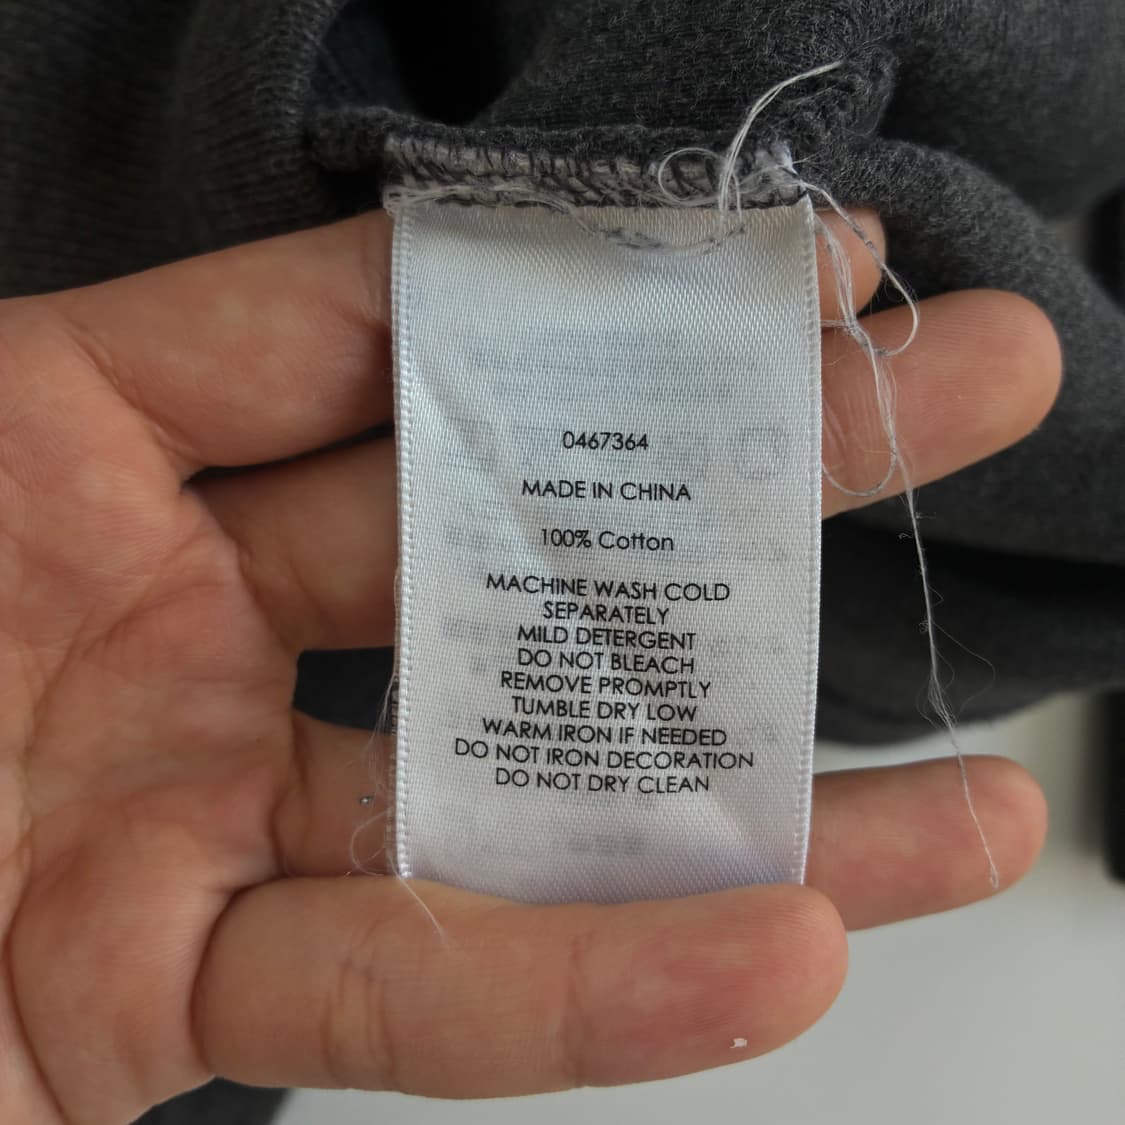 0467364
MADE IN CHINA
100% Cotton
MACHINE WASH COLD
SEPARATELY
MILD DETERGENT
DO NOT BLEACH
REMOVE PROMPTLY
TUMBLE DRY LOW
WARM IRON IF NEEDED
DO NOT IRON DECORATION
DO NOT DRY CLEAN